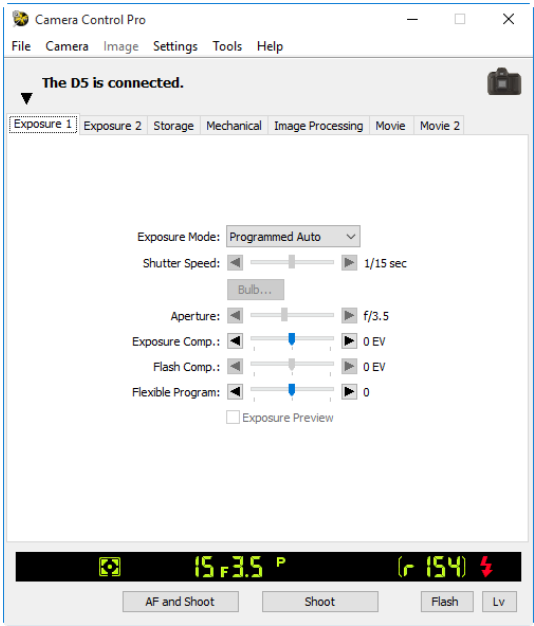 Camera Control Pro
File Camera Image Settings Tools Help
The D5 is connected.
Exposure 1 Exposure 2 Storage Mechanical Image Processing Movie Movie 2
Exposure Mode: Programmed Auto
Shutter Speed: 1/15 sec
Bulb...
Aperture: f/3.5
Exposure Comp.: 0 EV
Flash Comp.: 0 EV
Flexible Program: 0
Exposure Preview
15 F3.5 P (r 154)
AF and Shoot Shoot Flash Lv